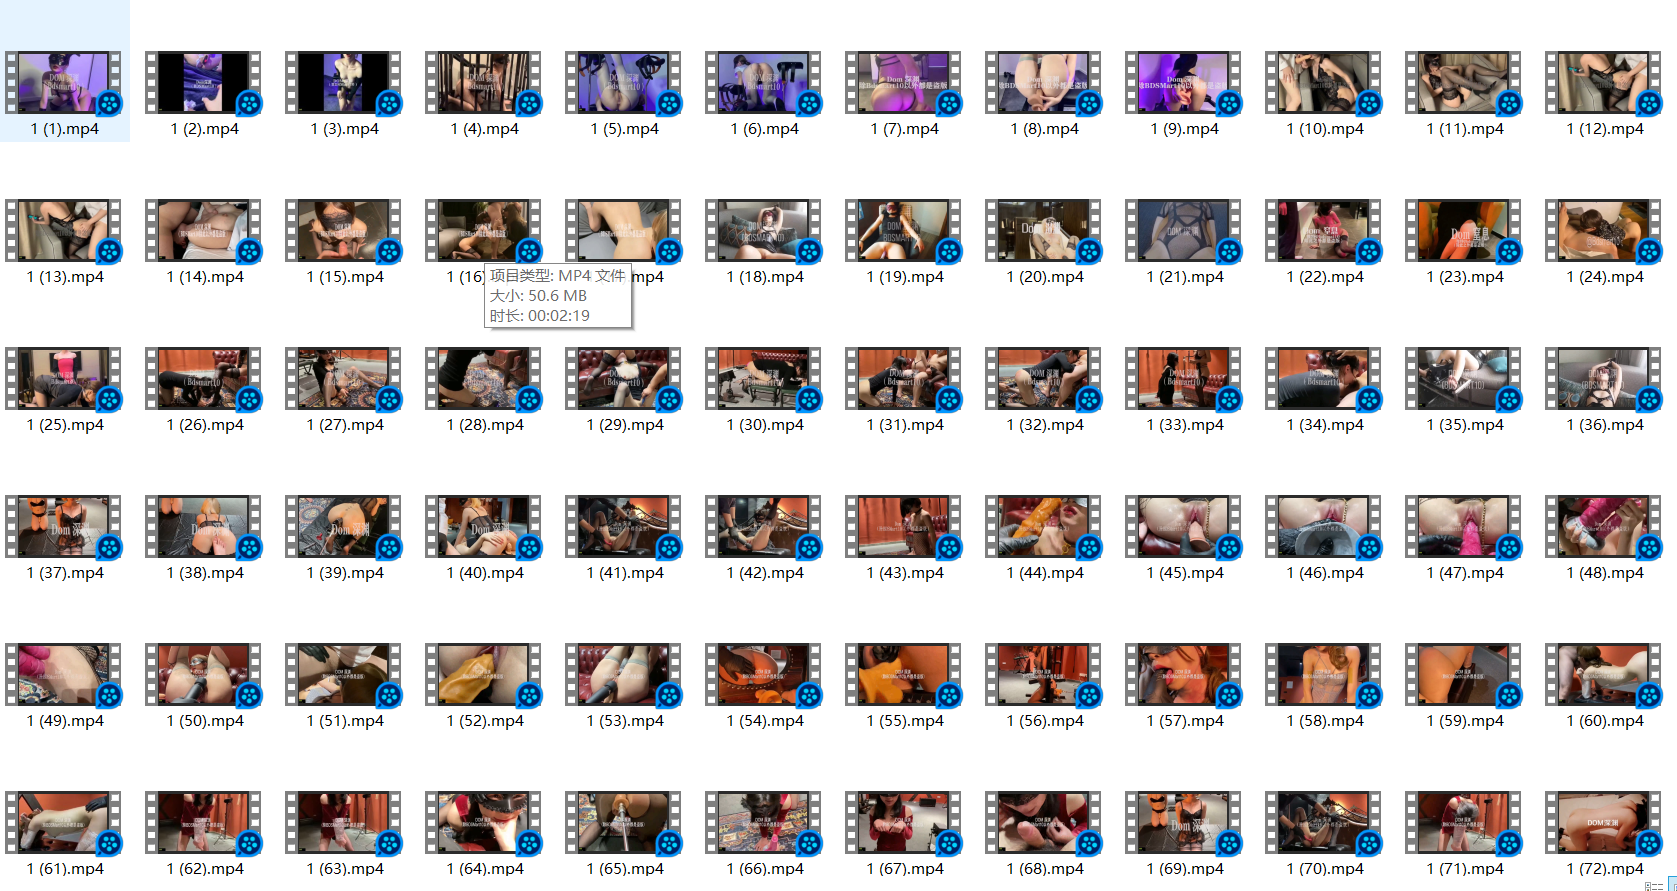 1 (1).mp4
1 (2).mp4
1 (3).mp4
1 (4).mp4
1 (5).mp4
1 (6).mp4
1 (7).mp4
1 (8).mp4
1 (9).mp4
1 (10).mp4
1 (11).mp4
1 (12).mp4
1 (13).mp4
1 (14).mp4
1 (15).mp4
1 (16)
mp4
1 (18).mp4
1 (19).mp4
1 (20).mp4
1 (21).mp4
1 (22).mp4
1 (23).mp4
1 (24).mp4
项目类型: MP4 文件
大小: 50.6 MB
时长: 00:02:19
1 (25).mp4
1 (26).mp4
1 (27).mp4
1 (28).mp4
1 (29).mp4
1 (30).mp4
1 (31).mp4
1 (32).mp4
1 (33).mp4
1 (34).mp4
1 (35).mp4
1 (36).mp4
1 (37).mp4
1 (38).mp4
1 (39).mp4
1 (40).mp4
1 (41).mp4
1 (42).mp4
1 (43).mp4
1 (44).mp4
1 (45).mp4
1 (46).mp4
1 (47).mp4
1 (48).mp4
1 (49).mp4
1 (50).mp4
1 (51).mp4
1 (52).mp4
1 (53).mp4
1 (54).mp4
1 (55).mp4
1 (56).mp4
1 (57).mp4
1 (58).mp4
1 (59).mp4
1 (60).mp4
1 (61).mp4
1 (62).mp4
1 (63).mp4
1 (64).mp4
1 (65).mp4
1 (66).mp4
1 (67).mp4
1 (68).mp4
1 (69).mp4
1 (70).mp4
1 (71).mp4
1 (72).mp4